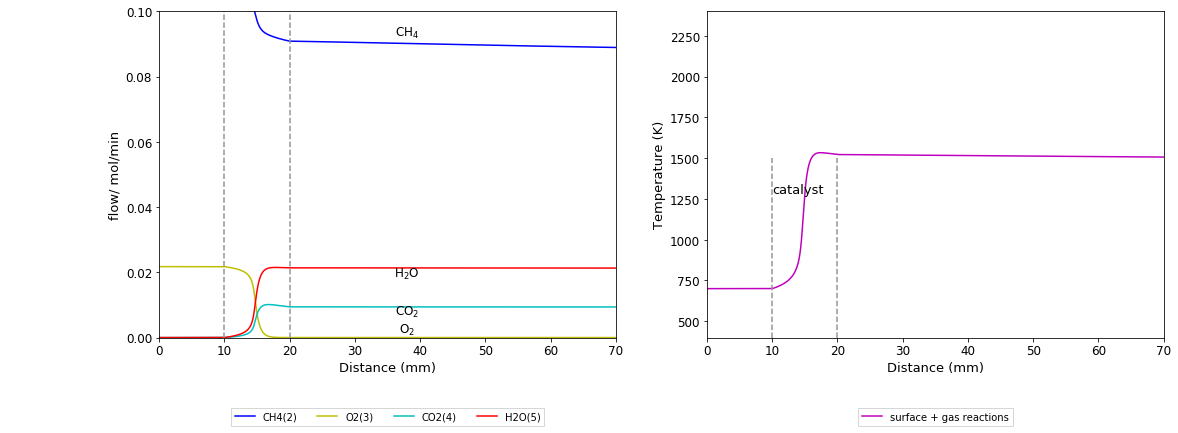 0.10
0.08
0.06
0.04
0.02
0.00
flow/ mol/min
CH₄
H₂O
CO₂
O₂
0 10 20 30 40 50 60 70
Distance (mm)
CH4(2) O2(3) CO2(4) H2O(5)
2250
2000
1750
1500
1250
1000
750
500
Temperature (K)
catalyst
0 10 20 30 40 50 60 70
Distance (mm)
surface + gas reactions